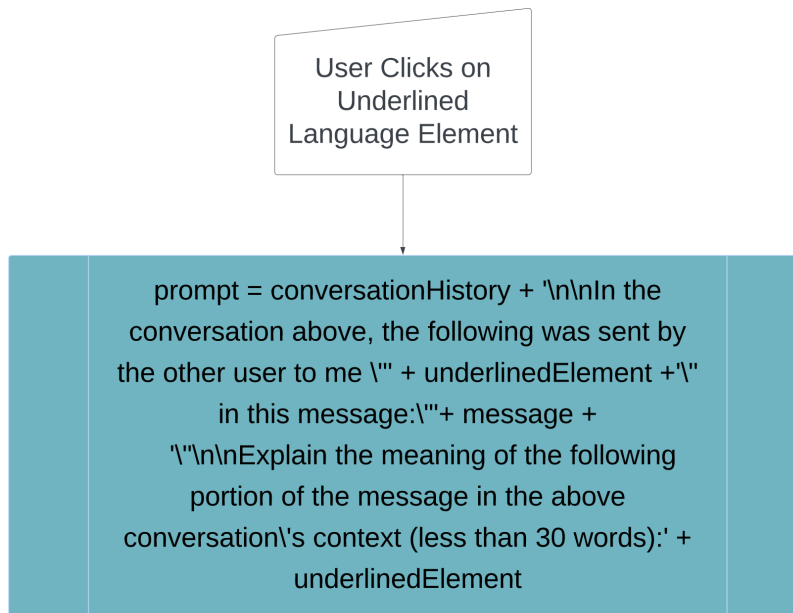 User Clicks on
Underlined
Language Element
prompt = conversationHistory + '\n\nIn the
conversation above, the following was sent by
the other user to me \"' + underlinedElement +'\"
in this message:\"'+ message +
'\"\n\nExplain the meaning of the following
portion of the message in the above
conversation\'s context (less than 30 words):' +
underlinedElement